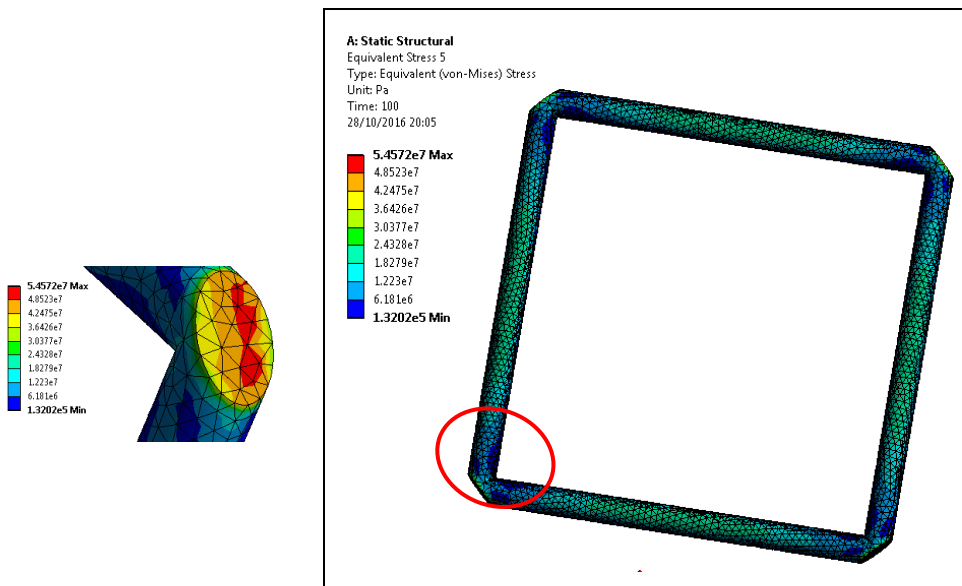 5.4572e7 Max
4.8523e7
4.2475e7
3.6426e7
3.0377e7
2.4328e7
1.8279e7
1.223e7
6.181e6
1.3202e5 Min
A: Static Structural
Equivalent Stress 5
Type: Equivalent (von-Mises) Stress
Unit: Pa
Time: 100
28/10/2016 20:05
5.4572e7 Max
4.8523e7
4.2475e7
3.6426e7
3.0377e7
2.4328e7
1.8279e7
1.223e7
6.181e6
1.3202e5 Min